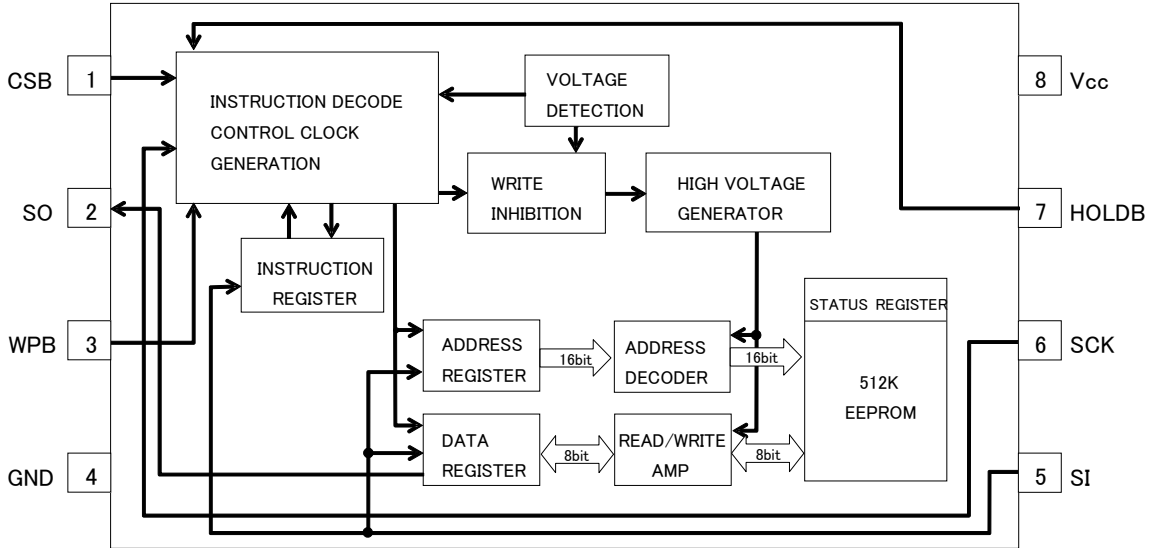 CSB 1
INSTRUCTION DECODE
CONTROL CLOCK
GENERATION
VOLTAGE
DETECTION
8 Vcc
WRITE
INHIBITION
HIGH VOLTAGE
GENERATOR
SO 2
7 HOLDB
INSTRUCTION
REGISTER
STATUS REGISTER
WPB 3
ADDRESS
REGISTER
16bit
ADDRESS
DECODER
16bit
6 SCK
512K
EEPROM
DATA
REGISTER
8bit
READ/WRITE
AMP
8bit
GND 4
5 SI